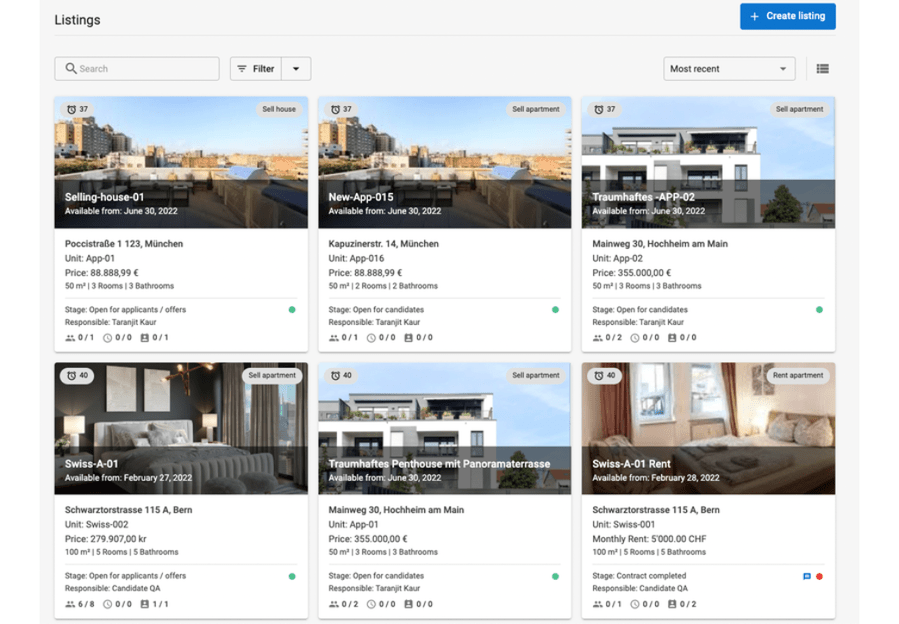 Listings
+ Create listing
Search
Filter
Most recent
37
Sell house
Selling-house-01
Available from: June 30, 2022
Poccistraße 1 123, München
Unit: App-01
Price: 88.888,99 €
50 m² | 3 Rooms | 3 Bathrooms
Stage: Open for applicants / offers
Responsible: Taranjit Kaur
0 / 1 0 / 0 0 / 1
37
Sell apartment
New-App-015
Available from: June 30, 2022
Kapuzinerstr. 14, München
Unit: App-016
Price: 88.888,99 €
50 m² | 2 Rooms | 2 Bathrooms
Stage: Open for candidates
Responsible: Taranjit Kaur
0 / 1 0 / 0 0 / 0
37
Sell apartment
Traumhaftes -APP-02
Available from: June 30, 2022
Mainweg 30, Hochheim am Main
Unit: App-02
Price: 355.000,00 €
50 m² | 3 Rooms | 3 Bathrooms
Stage: Open for candidates
Responsible: Taranjit Kaur
0 / 2 0 / 0 0 / 0
40
Sell apartment
Swiss-A-01
Available from: February 27, 2022
Schwarztorstrasse 115 A, Bern
Unit: Swiss-002
Price: 279.907,00 kr
100 m² | 5 Rooms | 5 Bathrooms
Stage: Open for applicants / offers
Responsible: Candidate QA
6 / 8 0 / 0 1 / 1
40
Sell apartment
Traumhaftes Penthouse mit Panoramaterrasse
Available from: June 30, 2022
Mainweg 30, Hochheim am Main
Unit: App-01
Price: 355.000,00 €
50 m² | 3 Rooms | 3 Bathrooms
Stage: Open for candidates
Responsible: Taranjit Kaur
0 / 2 0 / 0 0 / 0
40
Rent apartment
Swiss-A-01 Rent
Available from: February 28, 2022
Schwarztorstrasse 115 A, Bern
Unit: Swiss-001
Monthly Rent: 5'000.00 CHF
100 m² | 5 Rooms | 5 Bathrooms
Stage: Contract completed
Responsible: Candidate QA
0 / 1 0 / 0 0 / 2